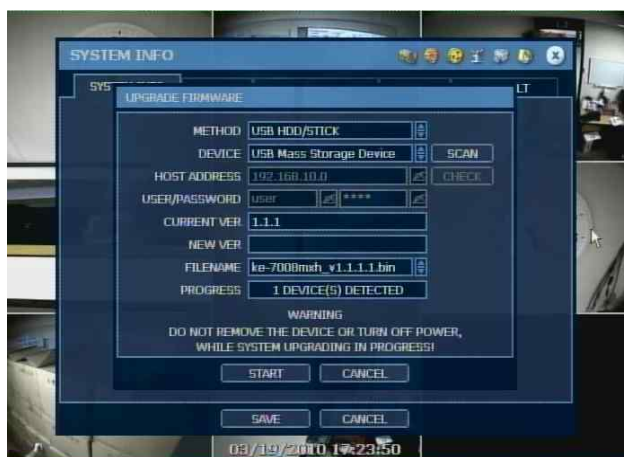 SYSTEM INFO
LT
UPGRADE FIRMWARE
METHOD USB HDD/STICK
DEVICE USB Mass Storage Device SCAN
HOST ADDRESS 192.168.10.0 CHECK
USER/PASSWORD user ****
CURRENT VER 1.1.1
NEW VER
FILENAME ke-7008mxh_v1.1.1.1.bin
PROGRESS 1 DEVICE(S) DETECTED
WARNING
DO NOT REMOVE THE DEVICE OR TURN OFF POWER,
WHILE SYSTEM UPGRADING IN PROGRESS!
START CANCEL
SAVE CANCEL
03/19/2010 17:23:50